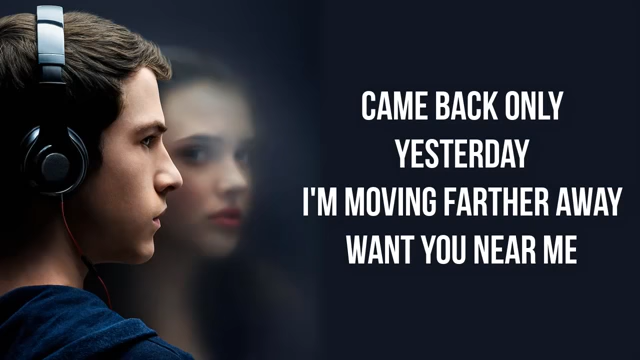 CAME BACK ONLY
YESTERDAY
I'M MOVING FARTHER AWAY
WANT YOU NEAR ME